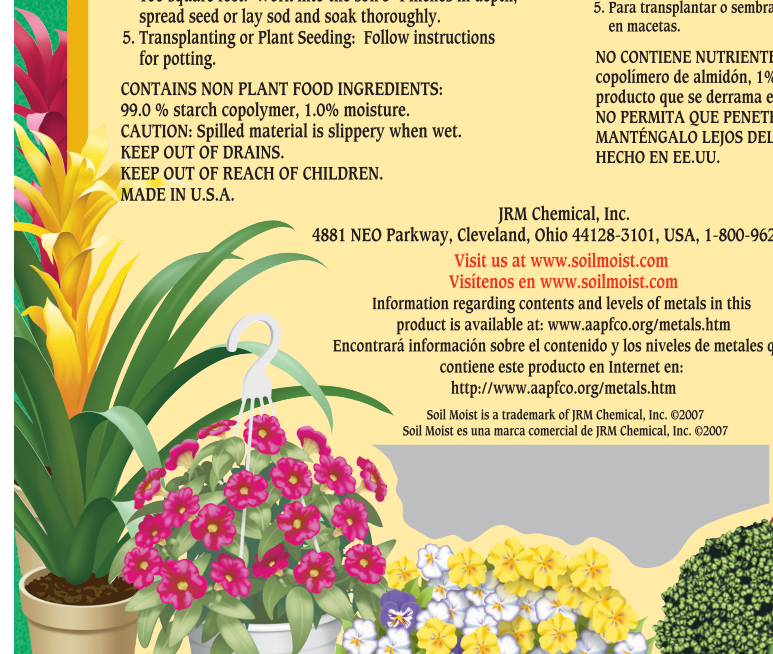 spread seed or lay sod and soak thoroughly.
5. Transplanting or Plant Seeding: Follow instructions
for potting.
CONTAINS NON PLANT FOOD INGREDIENTS:
99.0 % starch copolymer, 1.0% moisture.
CAUTION: Spilled material is slippery when wet.
KEEP OUT OF DRAINS.
KEEP OUT OF REACH OF CHILDREN.
MADE IN U.S.A.
5. Para transplantar o sembra
en macetas.
NO CONTIENE NUTRIENTE
copolímero de almidón, 1%
producto que se derrama e
NO PERMITA QUE PENET
MANTÉNGALO LEJOS DEL
HECHO EN EE.UU.
JRM Chemical, Inc.
4881 NEO Parkway, Cleveland, Ohio 44128-3101, USA, 1-800-962
Visit us at www.soilmoist.com
Visítenos en www.soilmoist.com
Information regarding contents and levels of metals in this
product is available at: www.aapfco.org/metals.htm
Encontrará información sobre el contenido y los niveles de metales q
contiene este producto en Internet en:
http://www.aapfco.org/metals.htm
Soil Moist is a trademark of JRM Chemical, Inc. ©2007
Soil Moist es una marca comercial de JRM Chemical, Inc. ©2007